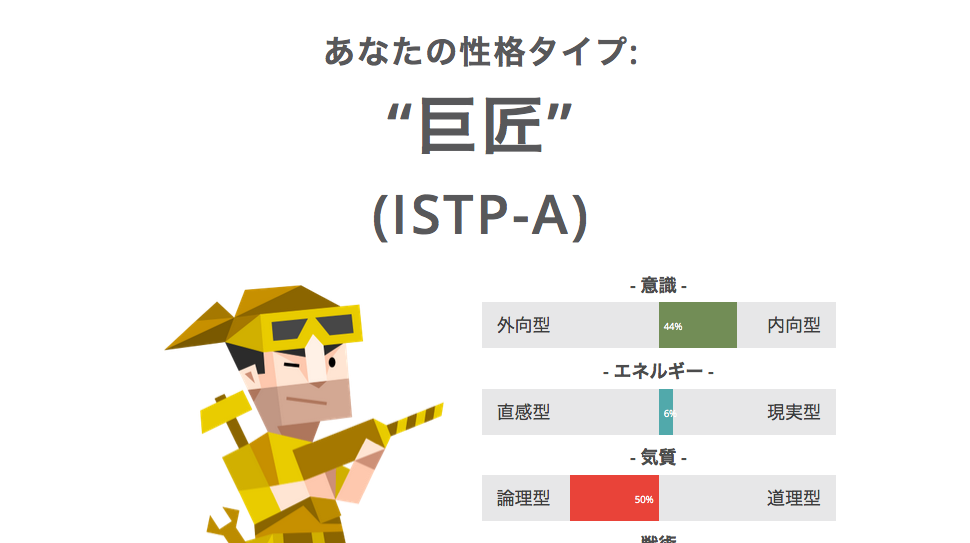 あなたの性格タイプ:
“巨匠”
(ISTP-A)
- 意識 -
外向型 44% 内向型
- エネルギー -
直感型 6% 現実型
- 気質 -
論理型 50% 道理型